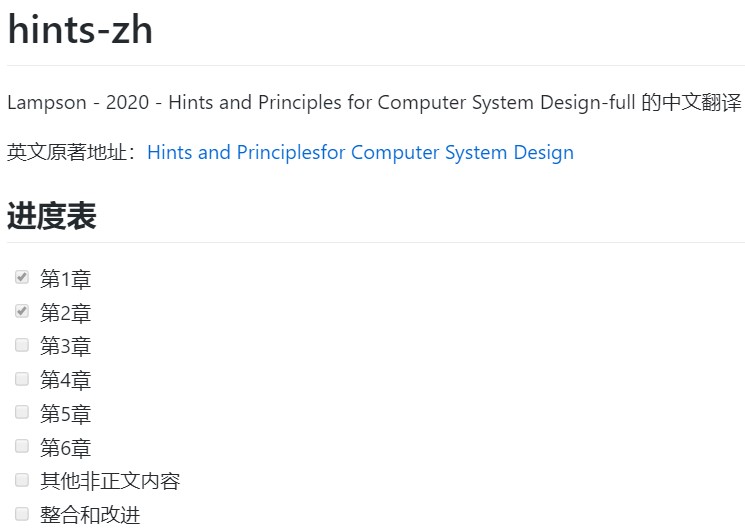 hints-zh
Lampson - 2020 - Hints and Principles for Computer System Design-full 的中文翻译
英文原著地址：Hints and Principlesfor Computer System Design
进度表
第1章
第2章
第3章
第4章
第5章
第6章
其他非正文内容
整合和改进